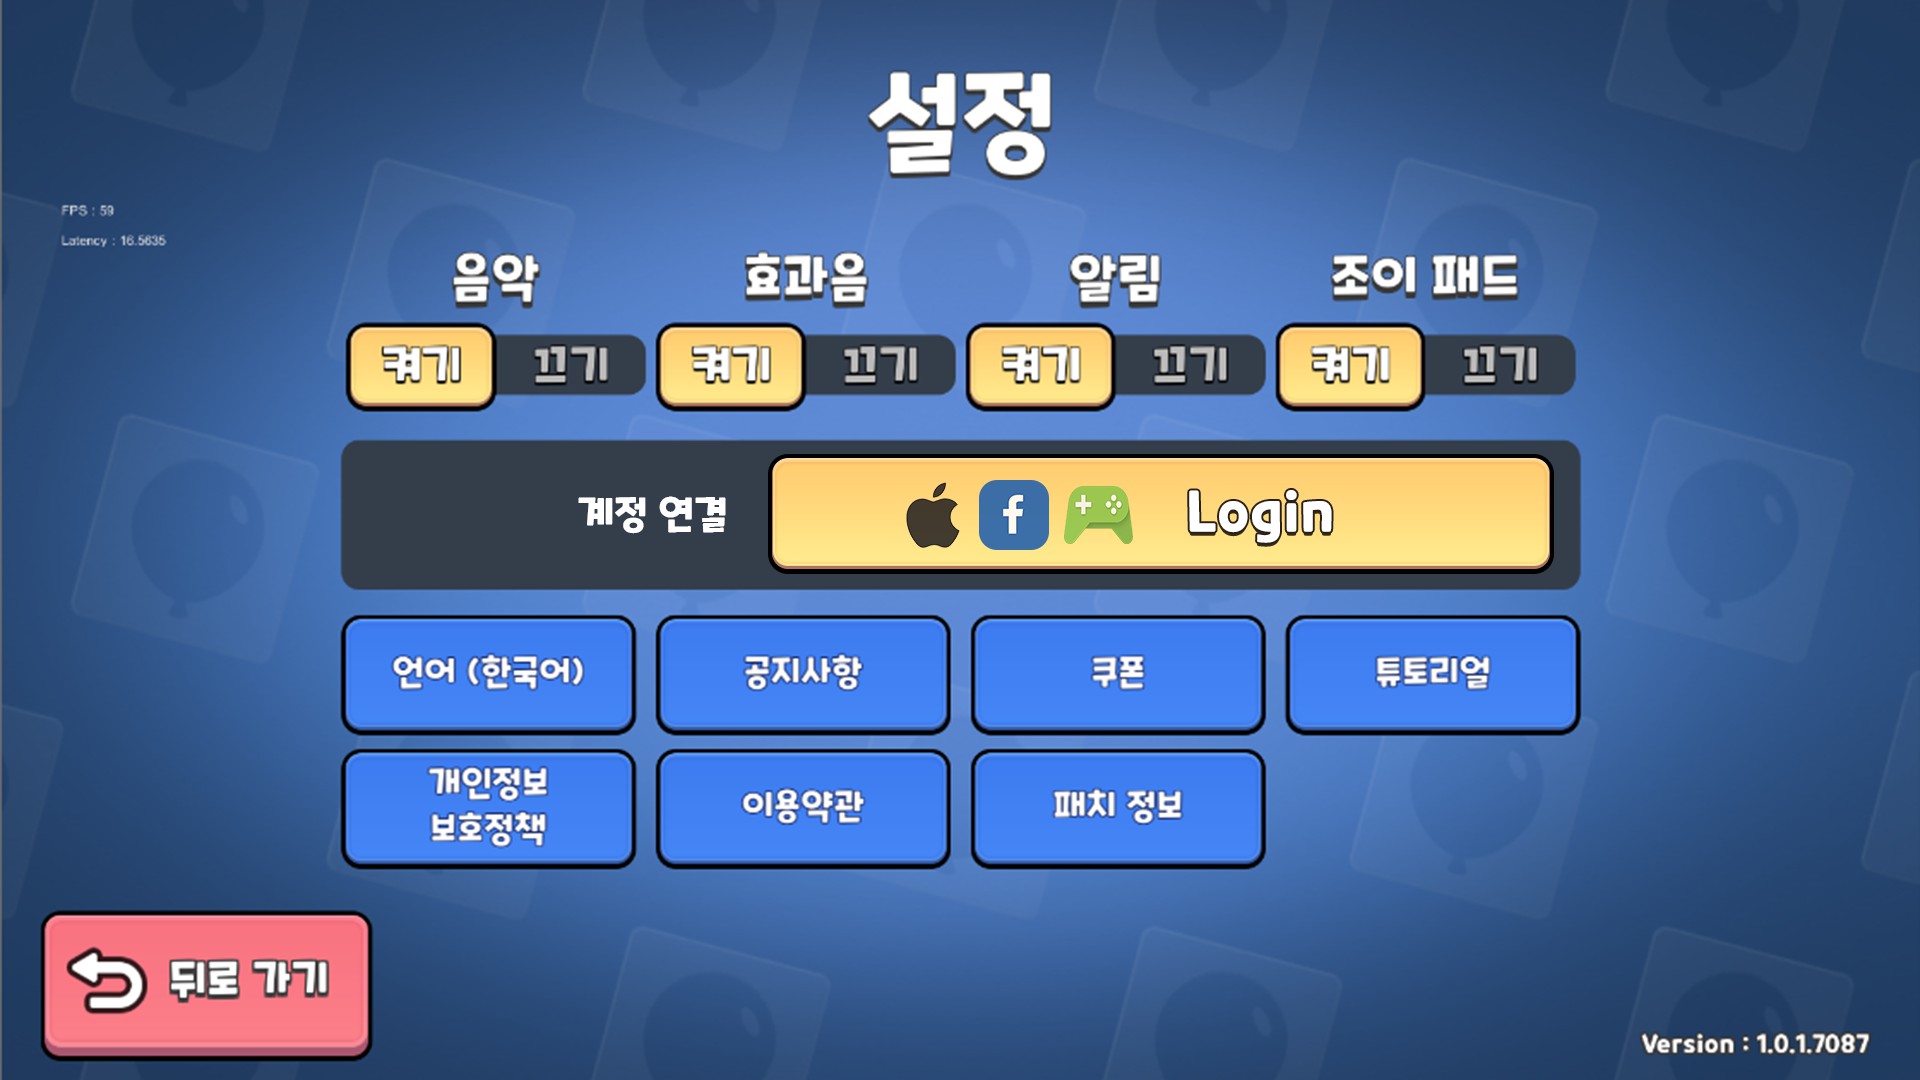 설정
FPS : 59
Latency : 16.5635
음악 효과음 알림 조이 패드
켜기 끄기 켜기 끄기 켜기 끄기 켜기 끄기
계정 연결 Login
언어 (한국어) 공지사항 쿠폰 튜토리얼
개인정보
보호정책
이용약관 패치 정보
뒤로 가기
Version : 1.0.1.7087